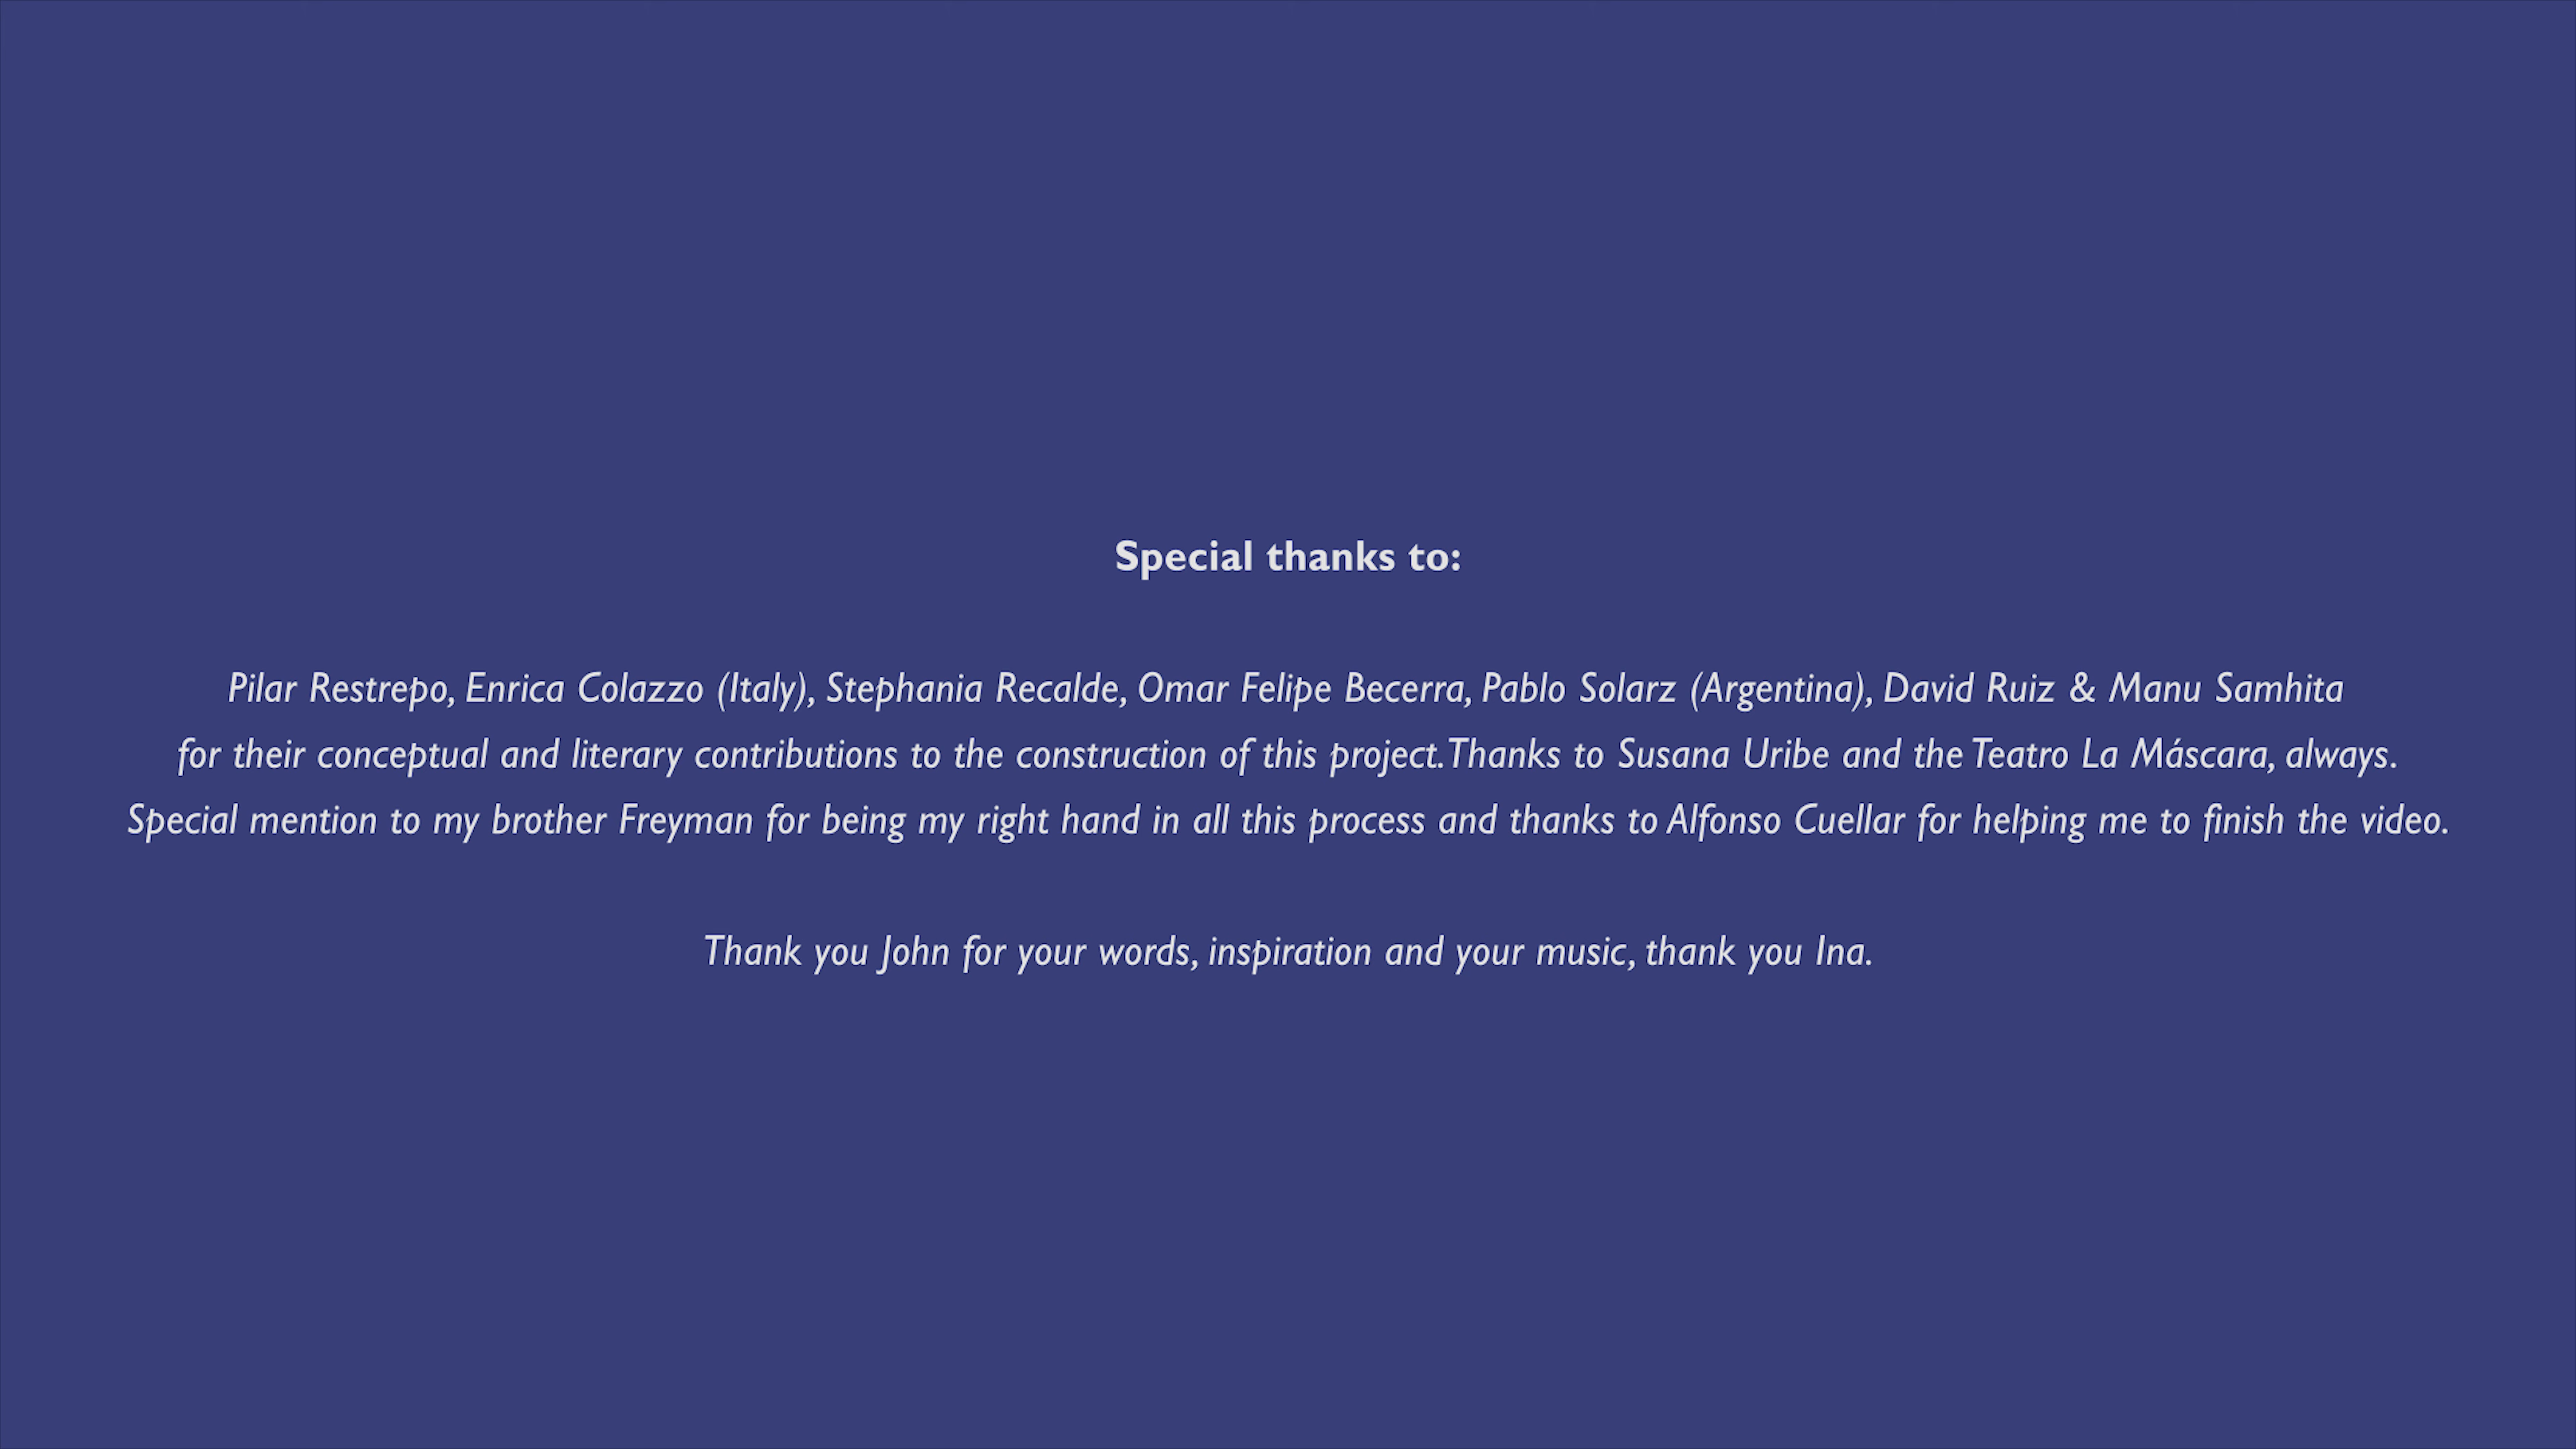 Special thanks to:
Pilar Restrepo, Enrica Colazzo (Italy), Stephania Recalde, Omar Felipe Becerra, Pablo Solarz (Argentina), David Ruiz & Manu Samhita
for their conceptual and literary contributions to the construction of this project. Thanks to Susana Uribe and the Teatro La Máscara, always.
Special mention to my brother Freyman for being my right hand in all this process and thanks to Alfonso Cuellar for helping me to finish the video.
Thank you John for your words, inspiration and your music, thank you Ina.